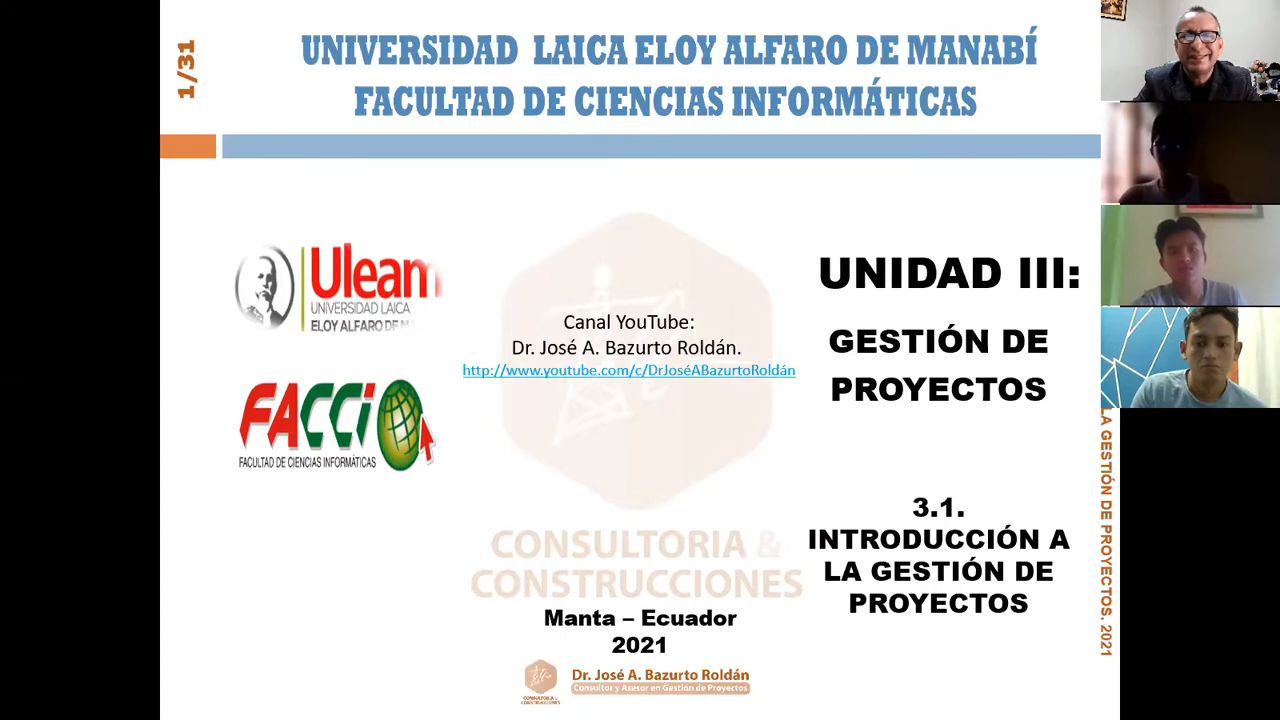 1/31
UNIVERSIDAD LAICA ELOY ALFARO DE MANABÍ
FACULTAD DE CIENCIAS INFORMÁTICAS
Uleam
UNIVERSIDAD LAICA
ELOY ALFARO DE
FACCI
FACULTAD DE CIENCIAS INFORMÁTICAS
Canal YouTube:
Dr. José A. Bazurto Roldán.
http://www.youtube.com/c/DrJoséABazurtoRoldán
UNIDAD III:
GESTIÓN DE
PROYECTOS
3.1.
INTRODUCCIÓN A
LA GESTIÓN DE
PROYECTOS
CONSULTORIA &
CONSTRUCCIONES
Manta – Ecuador
2021
CONSULTORIA &
CONSTRUCCIONES
Dr. José A. Bazurto Roldán
Consultor y Asesor en Gestión de Proyectos
LA GESTIÓN DE PROYECTOS. 2021